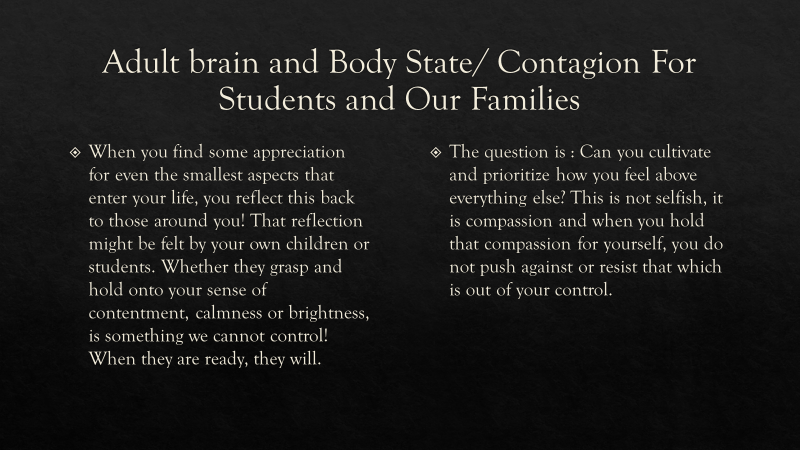 Adult brain and Body State/ Contagion For
Students and Our Families
When you find some appreciation
for even the smallest aspects that
enter your life, you reflect this back
to those around you! That reflection
might be felt by your own children or
students. Whether they grasp and
hold onto your sense of
contentment, calmness or brightness,
is something we cannot control!
When they are ready, they will.
The question is : Can you cultivate
and prioritize how you feel above
everything else? This is not selfish, it
is compassion and when you hold
that compassion for yourself, you do
not push against or resist that which
is out of your control.